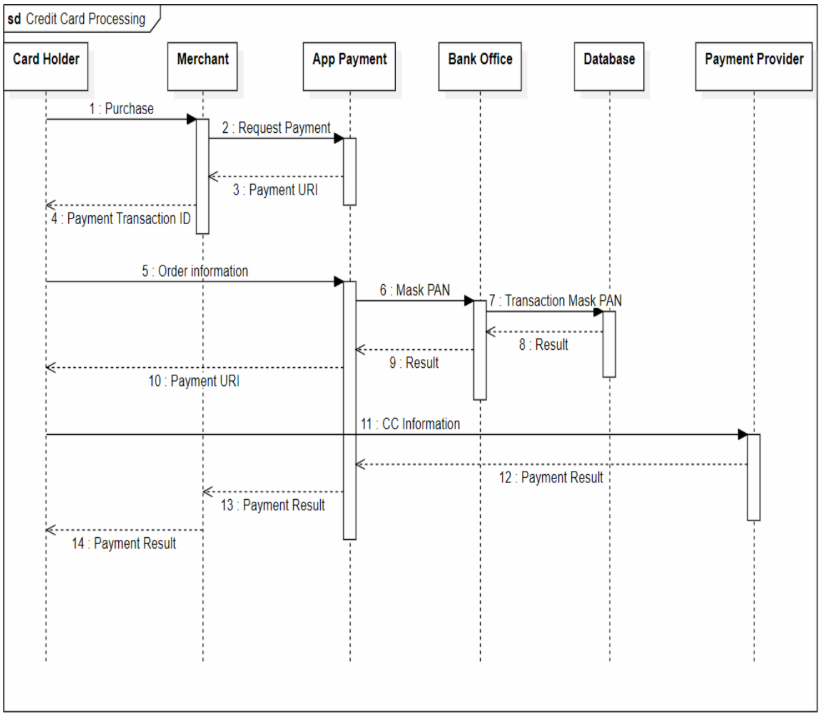 sd Credit Card Processing
Card Holder
Merchant
App Payment
Bank Office
Database
Payment Provider
1 : Purchase
2 : Request Payment
3 : Payment URI
4 : Payment Transaction ID
5 : Order information
6 : Mask PAN
7 : Transaction Mask PAN
8 : Result
9 : Result
10 : Payment URI
11 : CC Information
12 : Payment Result
13 : Payment Result
14 : Payment Result